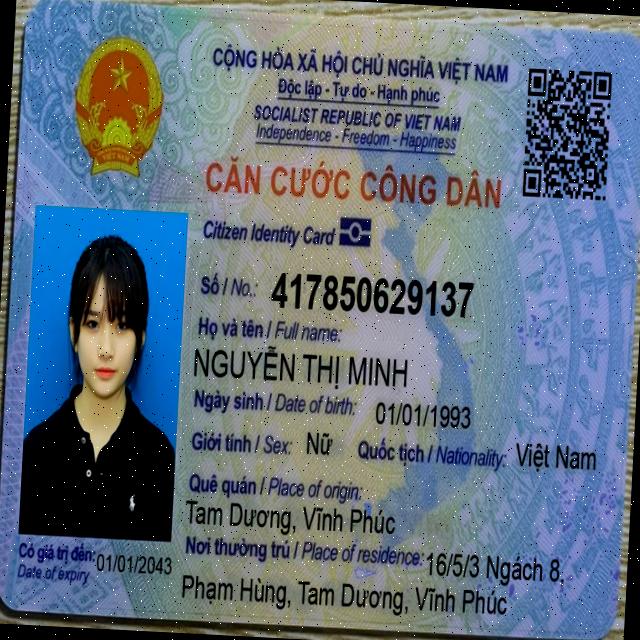 CỘNG HÒA XÃ HỘI CHỦ NGHĨA VIỆT NAM
Độc lập - Tự do - Hạnh phúc
SOCIALIST REPUBLIC OF VIET NAM
Independence - Freedom - Happiness
CĂN CƯỚC CÔNG DÂN
Citizen Identity Card
Số / No.: 417850629137
Họ và tên / Full name:
NGUYỄN THỊ MINH
Ngày sinh / Date of birth: 01/01/1993
Giới tính / Sex: Nữ Quốc tịch / Nationality: Việt Nam
Quê quán / Place of origin:
Tam Dương, Vĩnh Phúc
Nơi thường trú / Place of residence: 16/5/3 Ngách 8,
Phạm Hùng, Tam Dương, Vĩnh Phúc
Có giá trị đến: 01/01/2043
Date of expiry